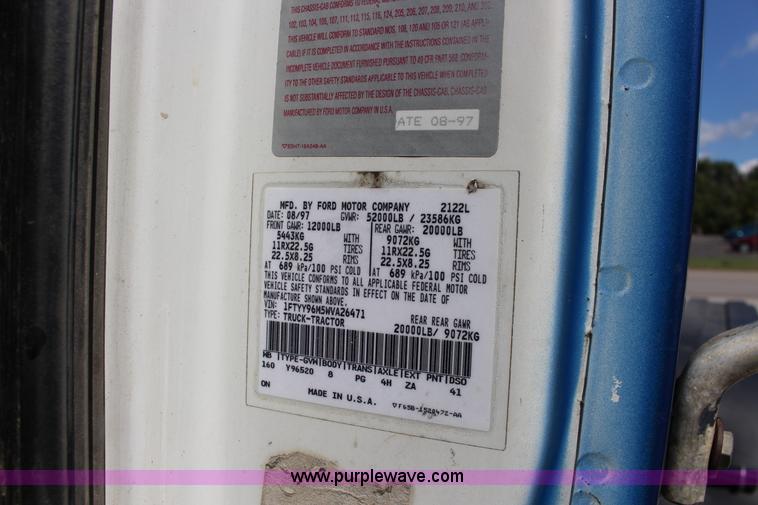 THIS CHASSIS-CAB CONFORMS TO FEDERAL MOTOR
102, 103, 104, 106, 107, 111, 112, 115, 116, 124, 205, 206, 207, 208, 209, 210, AND
THIS VEHICLE WILL CONFORM TO STANDARD NOS. 108, 120 AND 105 OR 121 (AS APPLI-
CABLE) IF IT IS COMPLETED IN ACCORDANCE WITH THE INSTRUCTIONS CONTAINED IN THE
INCOMPLETE VEHICLE DOCUMENT FURNISHED PURSUANT TO 49 CFR PART 568. CONFORM-
ITY TO THE OTHER SAFETY STANDARDS APPLICABLE TO THIS VEHICLE WHEN COMPLETED
IS NOT SUBSTANTIALLY AFFECTED BY THE DESIGN OF THE CHASSIS-CAB. CHASSIS-CAB
MANUFACTURED BY FORD MOTOR COMPANY IN U.S.A.
ATE 08-97
MFD. BY FORD MOTOR COMPANY 2122L
DATE: 08/97 GVWR: 52000LB / 23586KG
FRONT GAWR: 12000LB REAR GAWR: 20000LB
5443KG WITH 9072KG WITH
11RX22.5G TIRES 11RX22.5G TIRES
22.5X8.25 RIMS 22.5X8.25 RIMS
AT 689 kPa/100 PSI COLD AT 689 kPa/100 PSI COLD
THIS VEHICLE CONFORMS TO ALL APPLICABLE FEDERAL MOTOR
VEHICLE SAFETY STANDARDS IN EFFECT ON THE DATE OF
MANUFACTURE SHOWN ABOVE.
VIN: 1FTYY96M5WVA26471 REAR REAR GAWR
TYPE: TRUCK-TRACTOR 20000LB/ 9072KG
WB |TYPE-GVW|BODY|TRANS|AXLE|EXT PNT|DSO
160 Y96520 8 PG 4H ZA 41
ON MADE IN U.S.A.
www.purplewave.com